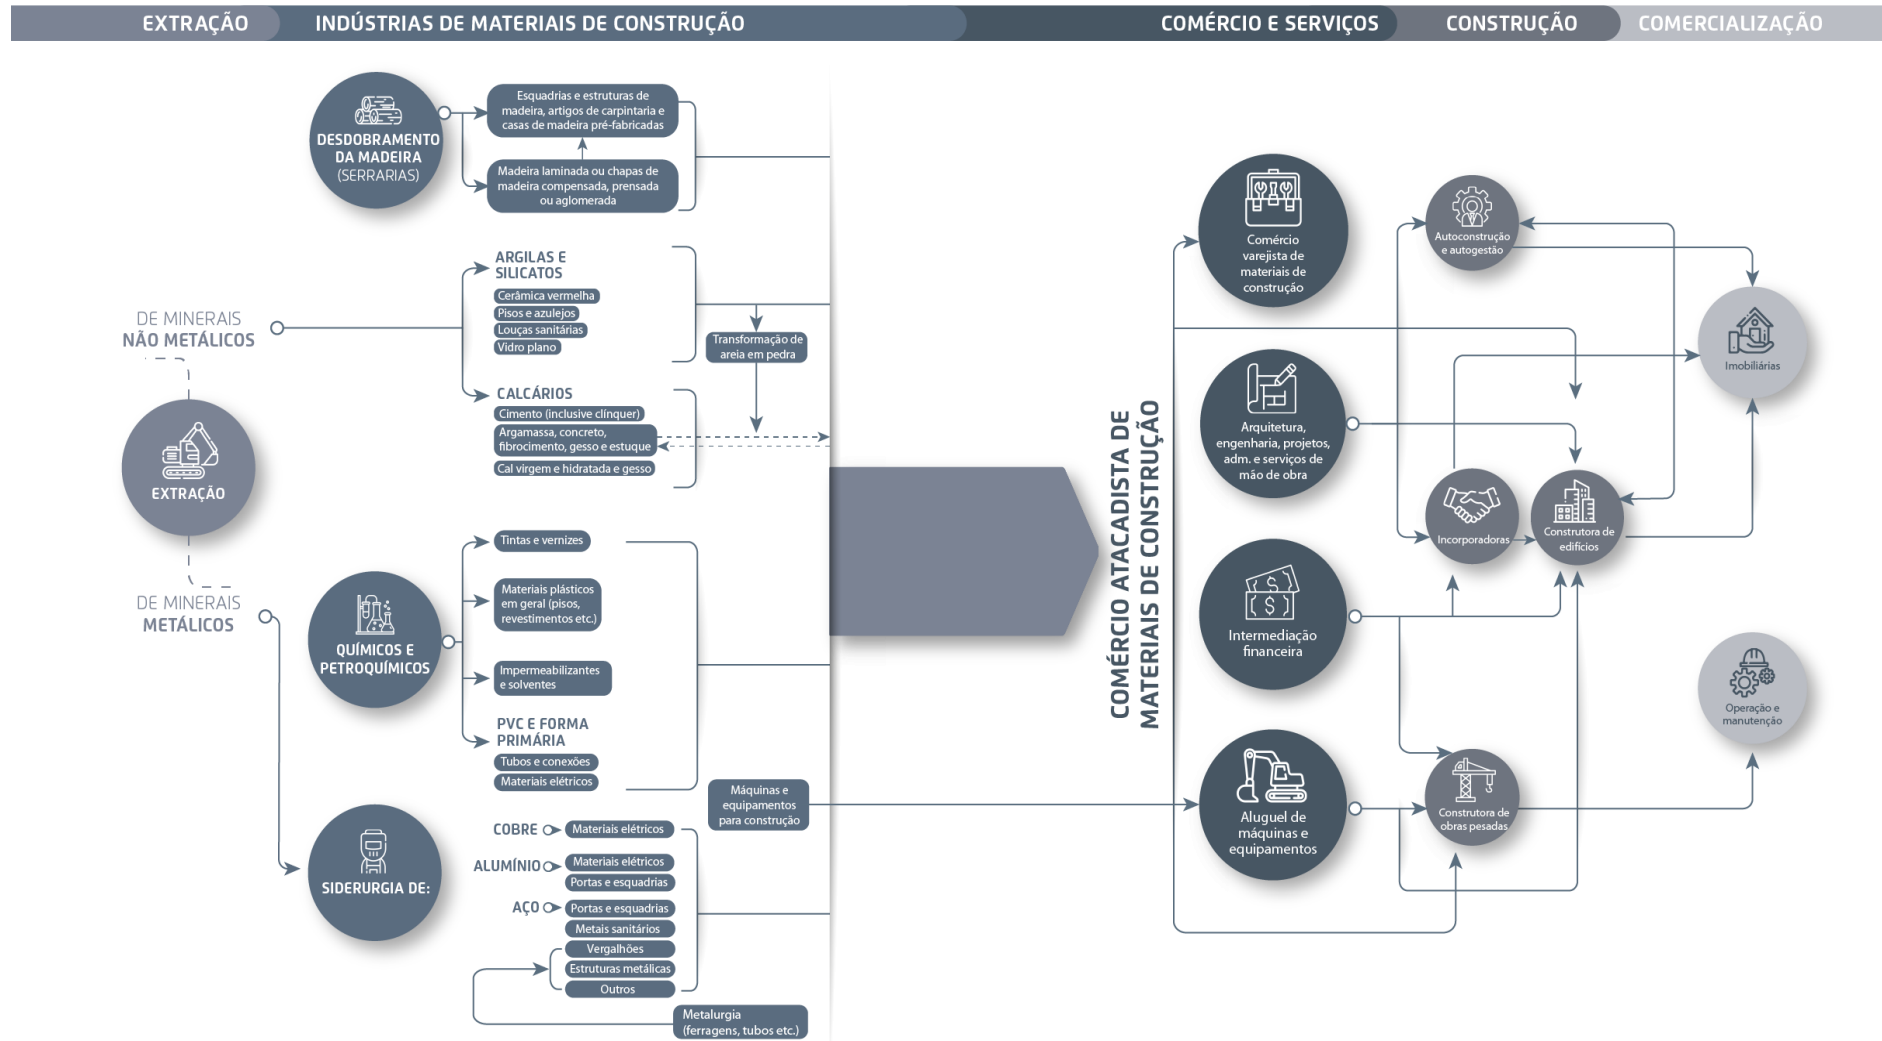 EXTRAÇÃO
INDÚSTRIAS DE MATERIAIS DE CONSTRUÇÃO
COMÉRCIO E SERVIÇOS
CONSTRUÇÃO
COMERCIALIZAÇÃO
DE MINERAIS
NÃO METÁLICOS
EXTRAÇÃO
DE MINERAIS
METÁLICOS
DESDOBRAMENTO
DA MADEIRA
(SERRARIAS)
Esquadrias e estruturas de
madeira, artigos de carpintaria e
casas de madeira pré-fabricadas
Madeira laminada ou chapas de
madeira compensada, prensada
ou aglomerada
ARGILAS E
SILICATOS
Cerâmica vermelha
Pisos e azulejos
Louças sanitárias
Vidro plano
Transformação de
areia em pedra
CALCÁRIOS
Cimento (inclusive clínquer)
Argamassa, concreto,
fibrocimento, gesso e estuque
Cal virgem e hidratada e gesso
QUÍMICOS E
PETROQUÍMICOS
Tintas e vernizes
Materiais plásticos
em geral (pisos,
revestimentos etc.)
Impermeabilizantes
e solventes
PVC E FORMA
PRIMÁRIA
Tubos e conexões
Materiais elétricos
Máquinas e
equipamentos
para construção
SIDERURGIA DE:
COBRE
Materiais elétricos
ALUMÍNIO
Materiais elétricos
Portas e esquadrias
AÇO
Portas e esquadrias
Metais sanitários
Vergalhões
Estruturas metálicas
Outros
Metalurgia
(ferragens, tubos etc.)
COMÉRCIO ATACADISTA DE
MATERIAIS DE CONSTRUÇÃO
Comércio
varejista de
materiais de
construção
Arquitetura,
engenharia, projetos,
adm. e serviços de
mão de obra
Intermediação
financeira
Aluguel de
máquinas e
equipamentos
Autoconstrução
e autogestão
Incorporadoras
Construtora de
edifícios
Construtora de
obras pesadas
Imobiliárias
Operação e
manutenção